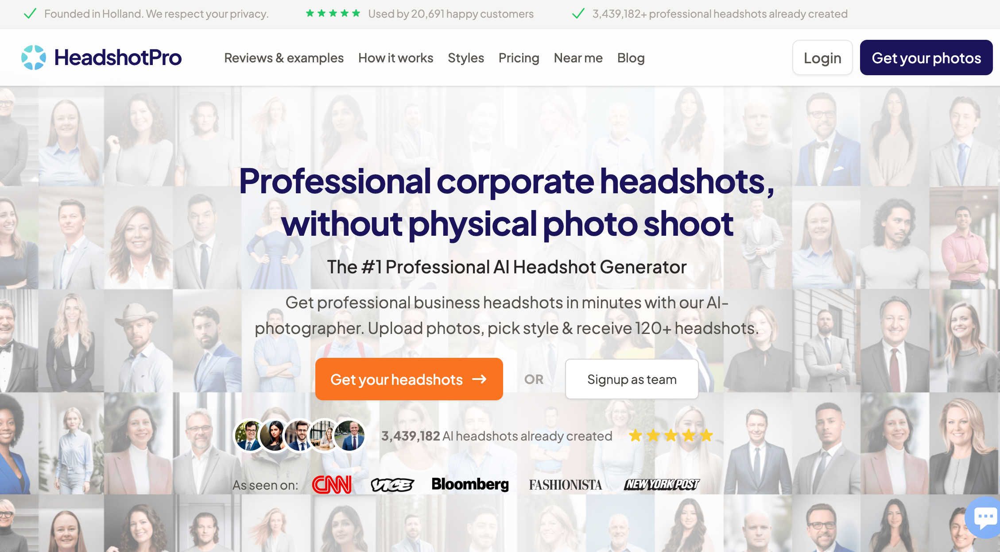 Founded in Holland. We respect your privacy.
Used by 20,691 happy customers
3,439,182+ professional headshots already created
HeadshotPro
Reviews & examples
How it works
Styles
Pricing
Near me
Blog
Login
Get your photos
Professional corporate headshots,
without physical photo shoot
The #1 Professional AI Headshot Generator
Get professional business headshots in minutes with our AI-
photographer. Upload photos, pick style & receive 120+ headshots.
Get your headshots →
OR
Signup as team
3,439,182 AI headshots already created
As seen on:
CNN
VICE
Bloomberg
FASHIONISTA
NEW YORK POST